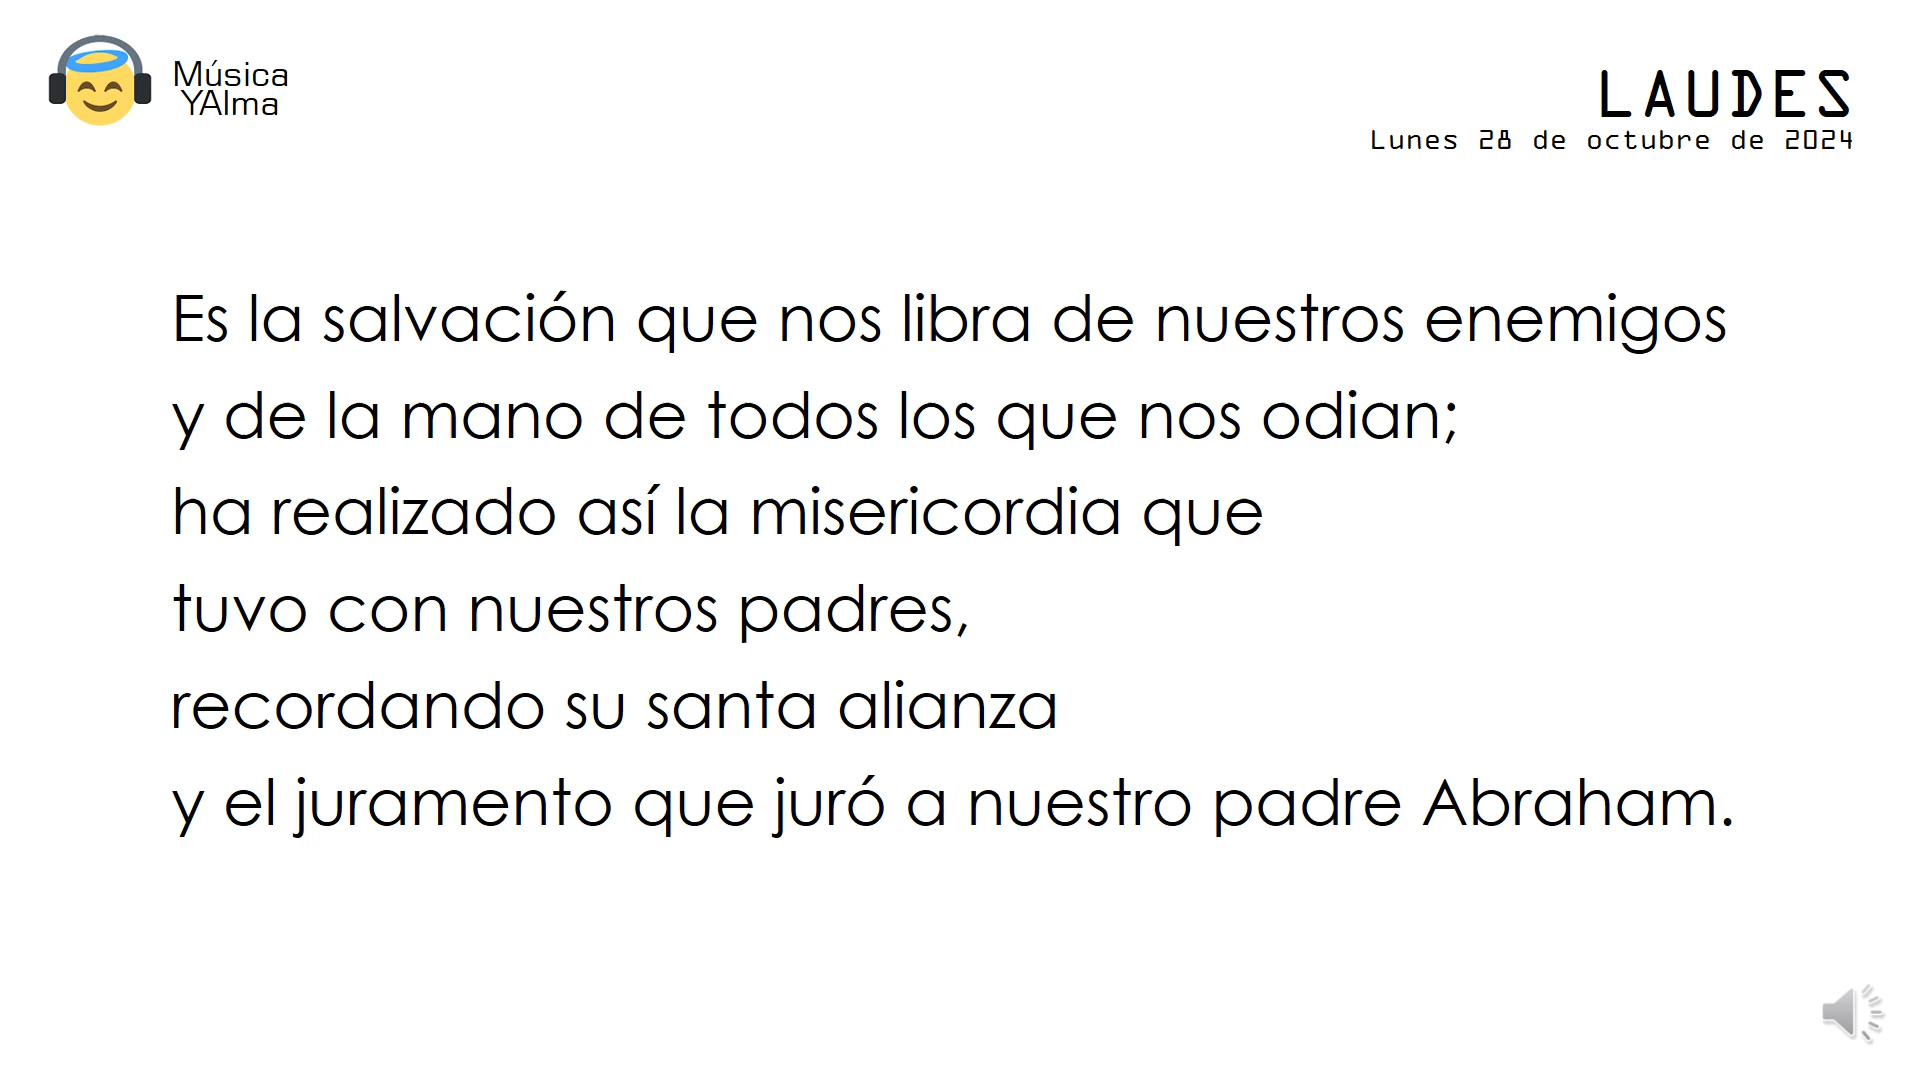 Música
YAlma
LAUDES
Lunes 28 de octubre de 2024
Es la salvación que nos libra de nuestros enemigos
y de la mano de todos los que nos odian;
ha realizado así la misericordia que
tuvo con nuestros padres,
recordando su santa alianza
y el juramento que juró a nuestro padre Abraham.